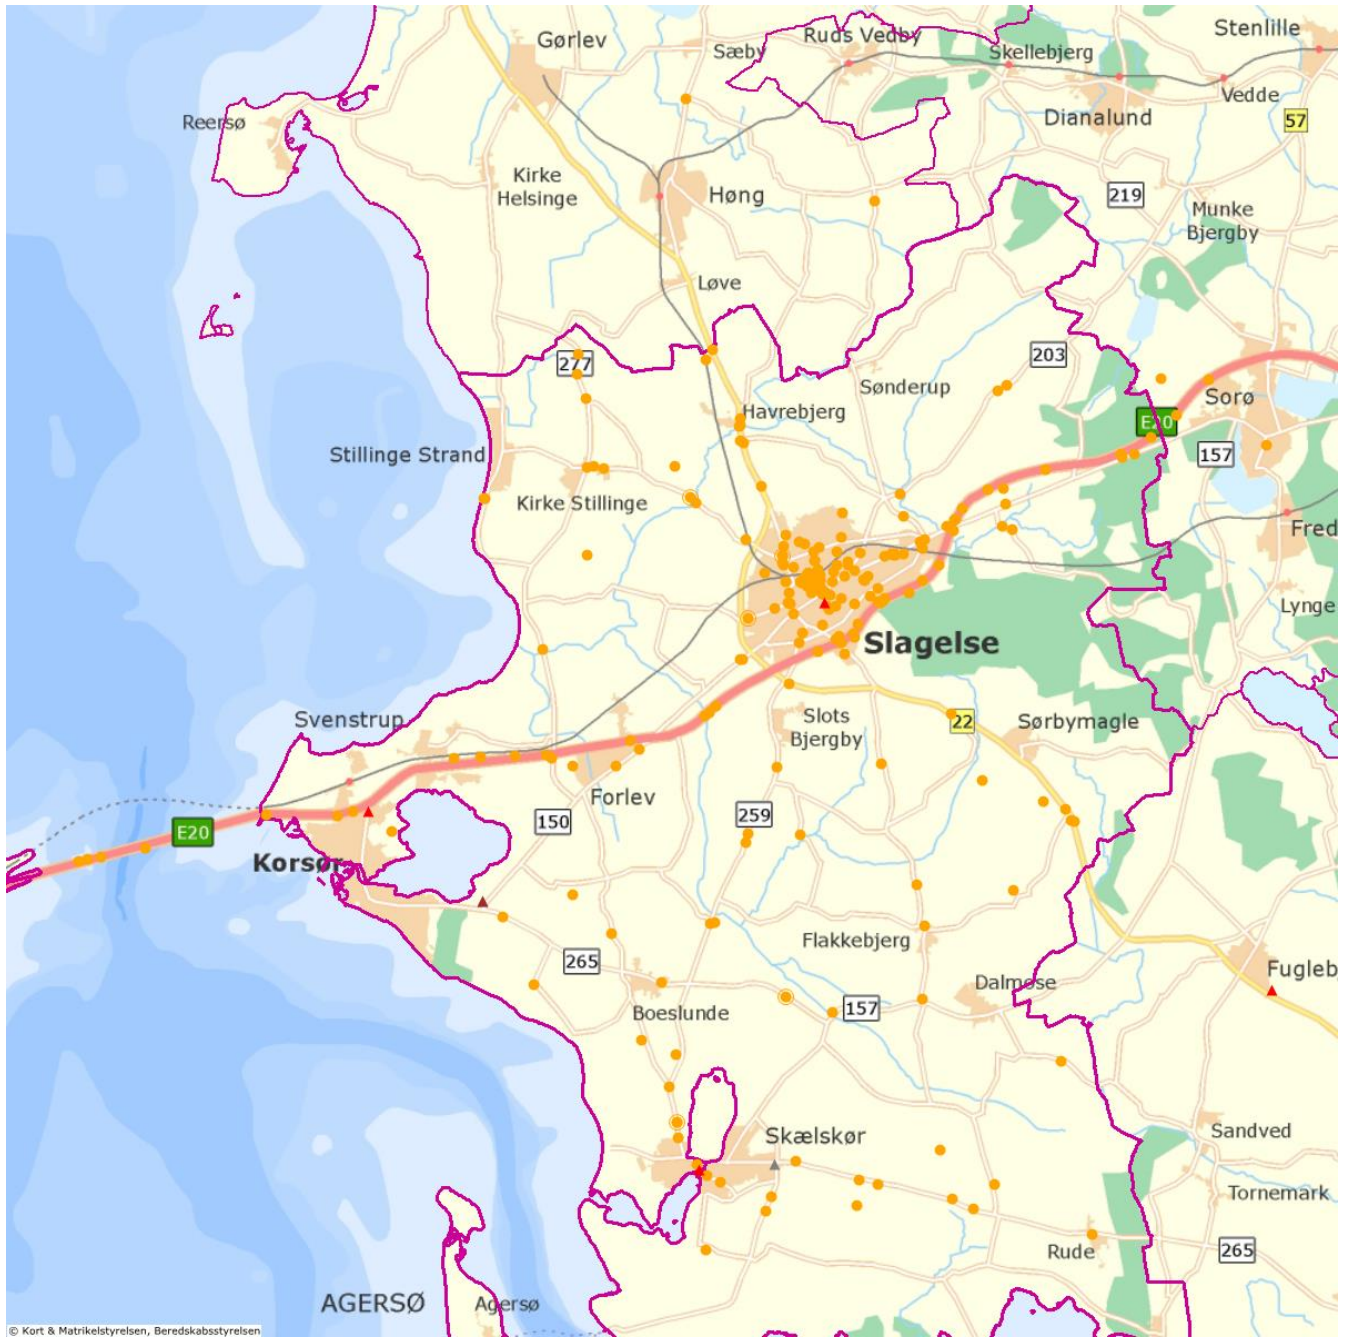 Stenlille
Gørlev
Ruds Vedby
Sæby
Skellebjerg
Vedde
Reersø
Dianalund
57
Kirke
Helsinge
Høng
219
Munke
Bjergby
Løve
277
203
Sønderup
Sorø
Havrebjerg
E20
Stillinge Strand
157
Kirke Stillinge
Fred
Lynge
Slagelse
Svenstrup
Slots
Bjergby
22
Sørbymagle
Forlev
150
259
E20
Korsør
Flakkebjerg
265
Fugleb
Dalmose
Boeslunde
157
Skælskør
Sandved
Tornemark
Rude
265
AGERSØ
Agersø
© Kort & Matrikelstyrelsen, Beredskabsstyrelsen